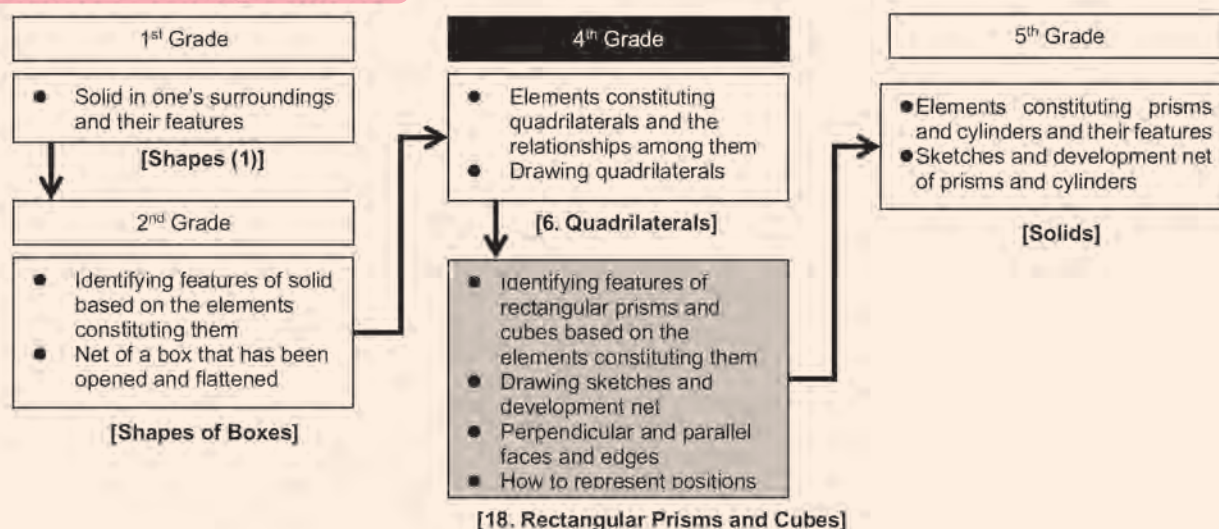 1st Grade
● Solid in one's surroundings
and their features
[Shapes (1)]
2nd Grade
● Identifying features of solid
based on the elements
constituting them
● Net of a box that has been
opened and flattened
[Shapes of Boxes]
4th Grade
● Elements constituting
quadrilaterals and the
relationships among them
● Drawing quadrilaterals
[6. Quadrilaterals]
● Identifying features of
rectangular prisms and
cubes based on the
elements constituting them
● Drawing sketches and
development net
● Perpendicular and parallel
faces and edges
● How to represent positions
[18. Rectangular Prisms and Cubes]
5th Grade
● Elements constituting prisms
and cylinders and their features
● Sketches and development net
of prisms and cylinders
[Solids]